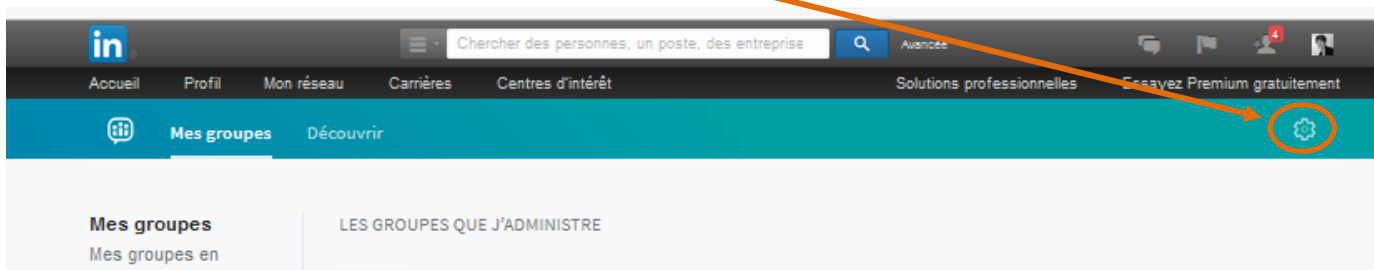 in
Chercher des personnes, un poste, des entreprise
Avancée
4
Accueil Profil Mon réseau Carrières Centres d'intérêt Solutions professionnelles Essayez Premium gratuitement
Mes groupes Découvrir
Mes groupes LES GROUPES QUE J'ADMINISTRE
Mes groupes en